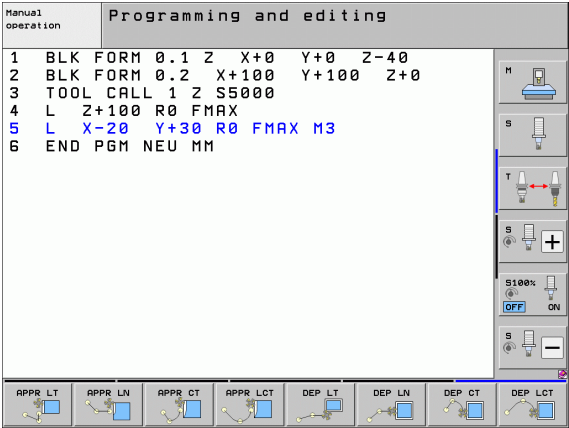 Manual
operation
Programming and editing
1 BLK FORM 0.1 Z X+0 Y+0 Z-40
2 BLK FORM 0.2 X+100 Y+100 Z+0
3 TOOL CALL 1 Z S5000
4 L Z+100 R0 FMAX
5 L X-20 Y+30 R0 FMAX M3
6 END PGM NEU MM
M
S
T
S
+
S100%
OFF ON
S
—
APPR LT APPR LN APPR CT APPR LCT DEP LT DEP LN DEP CT DEP LCT